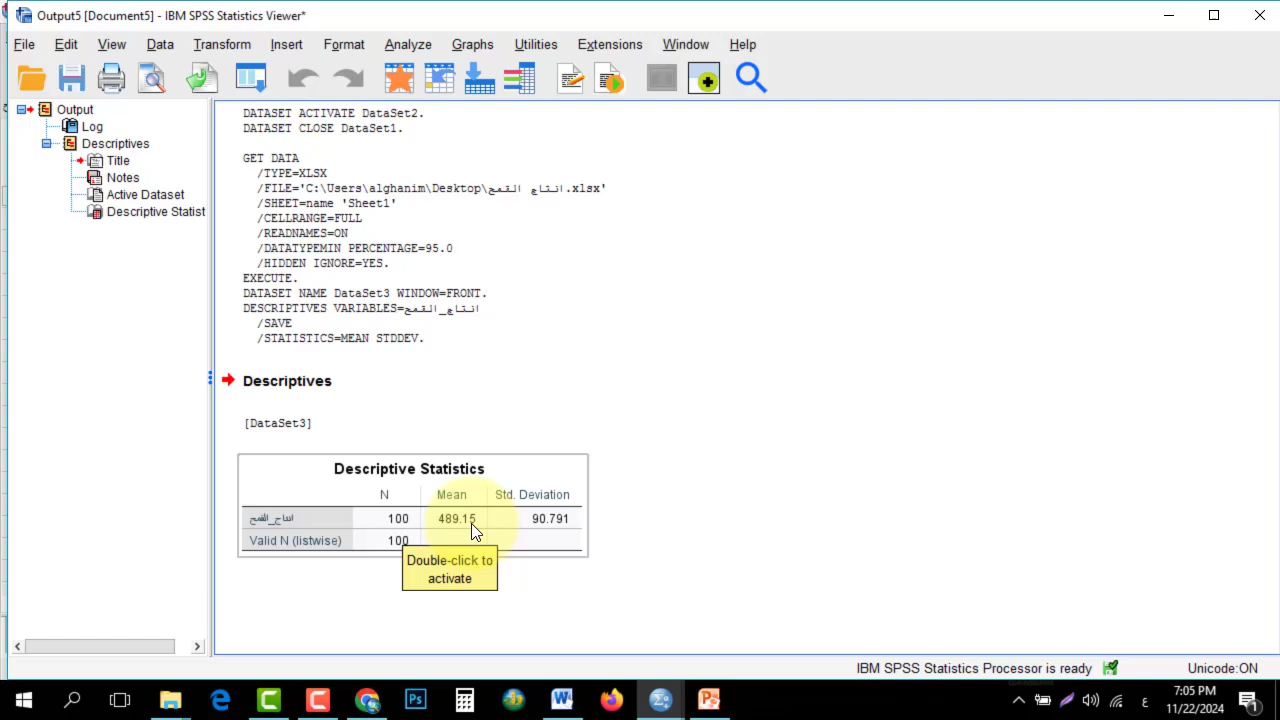 Output5 [Document5] - IBM SPSS Statistics Viewer*
File Edit View Data Transform Insert Format Analyze Graphs Utilities Extensions Window Help
Output
Log
Descriptives
Title
Notes
Active Dataset
Descriptive Statist
DATASET ACTIVATE DataSet2.
DATASET CLOSE DataSet1.
GET DATA
/TYPE=XLSX
/FILE='C:\Users\alghanim\Desktop\انتاج القمح.xlsx'
/SHEET=name 'Sheet1'
/CELLRANGE=FULL
/READNAMES=ON
/DATATYPEMIN PERCENTAGE=95.0
/HIDDEN IGNORE=YES.
EXECUTE.
DATASET NAME DataSet3 WINDOW=FRONT.
DESCRIPTIVES VARIABLES=انتاج_القمح
/SAVE
/STATISTICS=MEAN STDDEV.
Descriptives
[DataSet3]
Descriptive Statistics
N Mean Std. Deviation
انتاج_القمح 100 489.15 90.791
Valid N (listwise) 100
Double-click to
activate
IBM SPSS Statistics Processor is ready Unicode:ON
7:05 PM
ع
11/22/2024
1